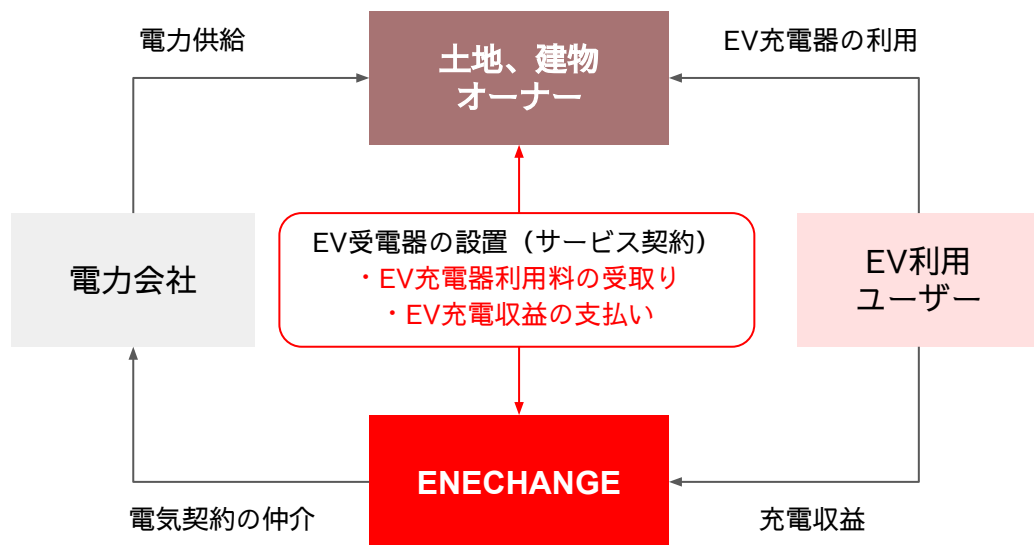 電力供給
土地、建物
オーナー
EV充電器の利用
電力会社
EV受電器の設置（サービス契約）
・EV充電器利用料の受取り
・EV充電収益の支払い
EV利用
ユーザー
ENECHANGE
電気契約の仲介
充電収益